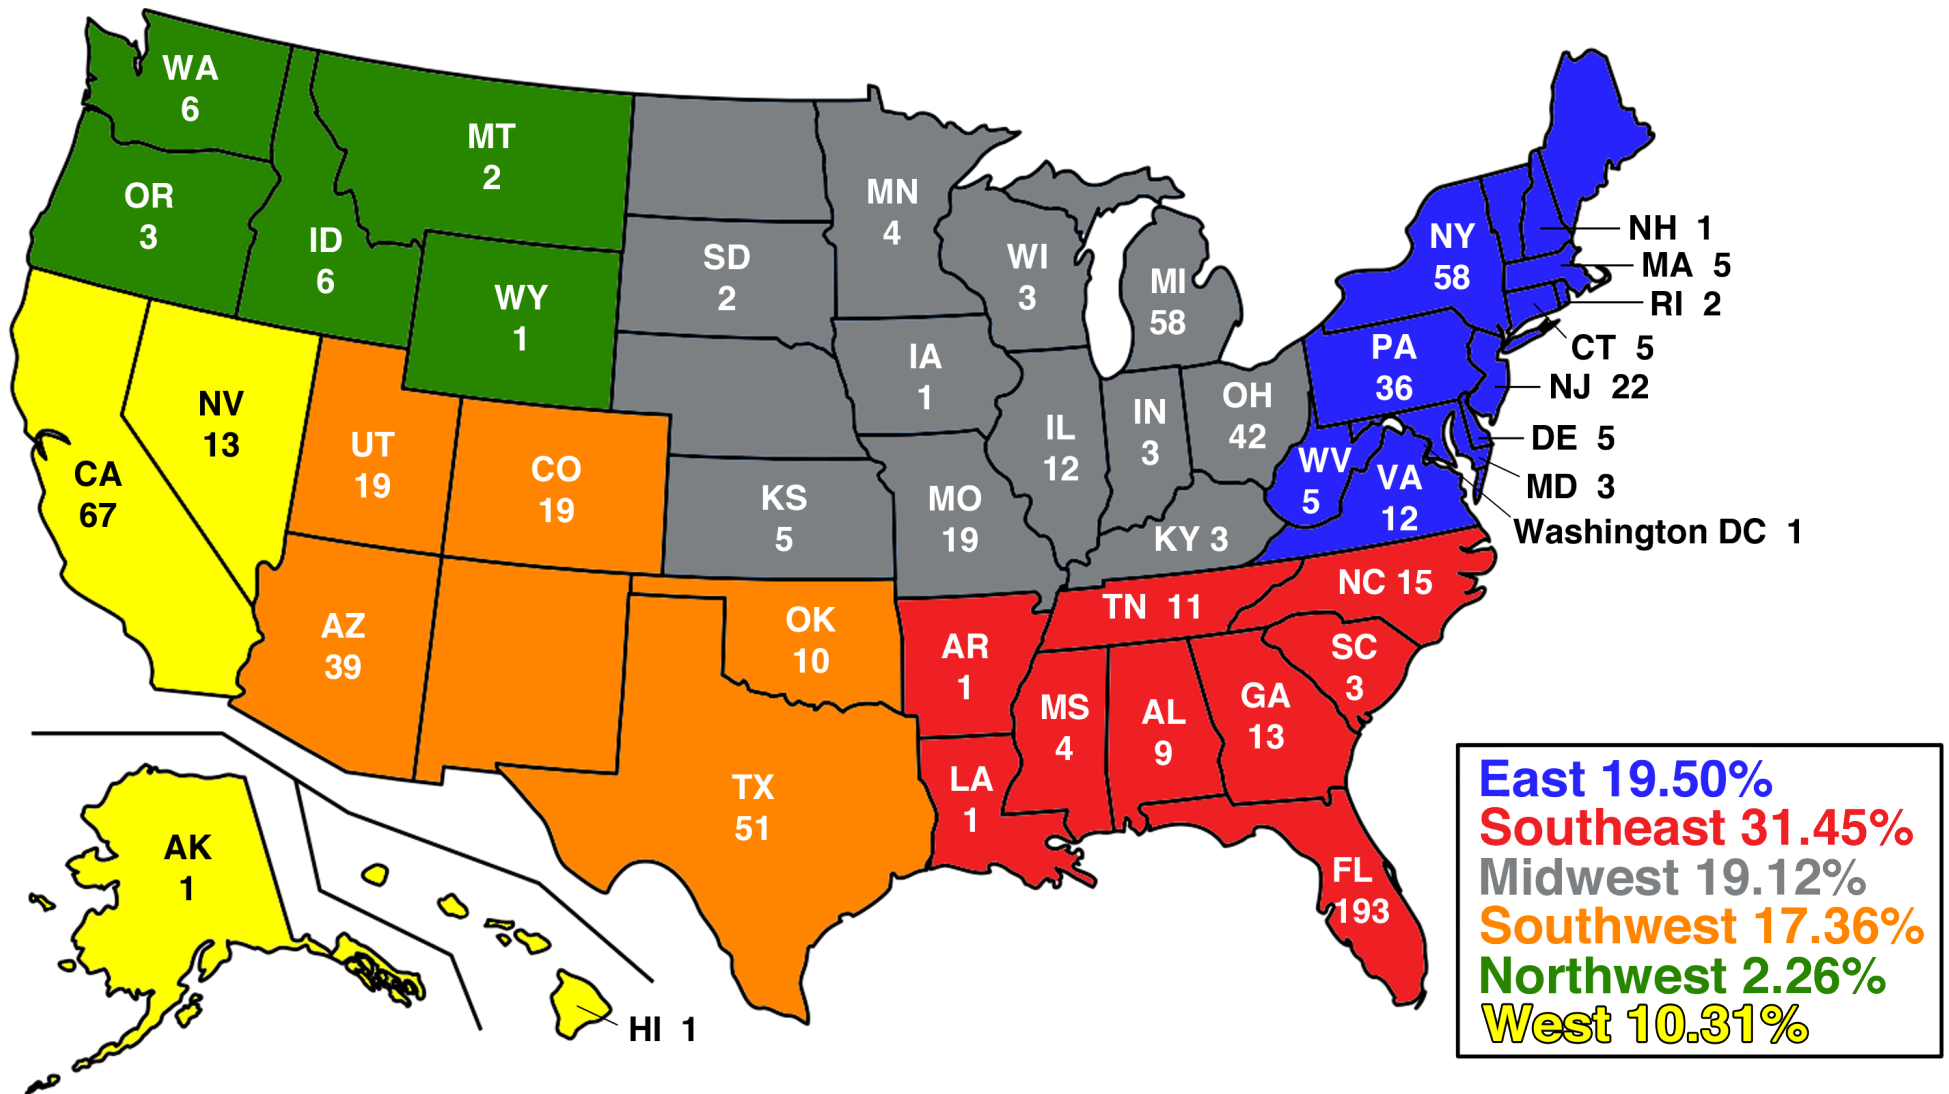 WA
6
OR
3
ID
6
MT
2
WY
1
CA
67
NV
13
UT
19
CO
19
AZ
39
SD
2
KS
5
OK
10
TX
51
MN
4
IA
1
MO
19
WI
3
IL
12
MI
58
IN
3
OH
42
KY 3
AR
1
LA
1
MS
4
AL
9
TN 11
GA
13
FL
193
SC
3
NC 15
WV
5
VA
12
PA
36
NY
58
NH 1
MA 5
RI 2
CT 5
NJ 22
DE 5
MD 3
Washington DC 1
AK
1
HI 1
East 19.50%
Southeast 31.45%
Midwest 19.12%
Southwest 17.36%
Northwest 2.26%
West 10.31%